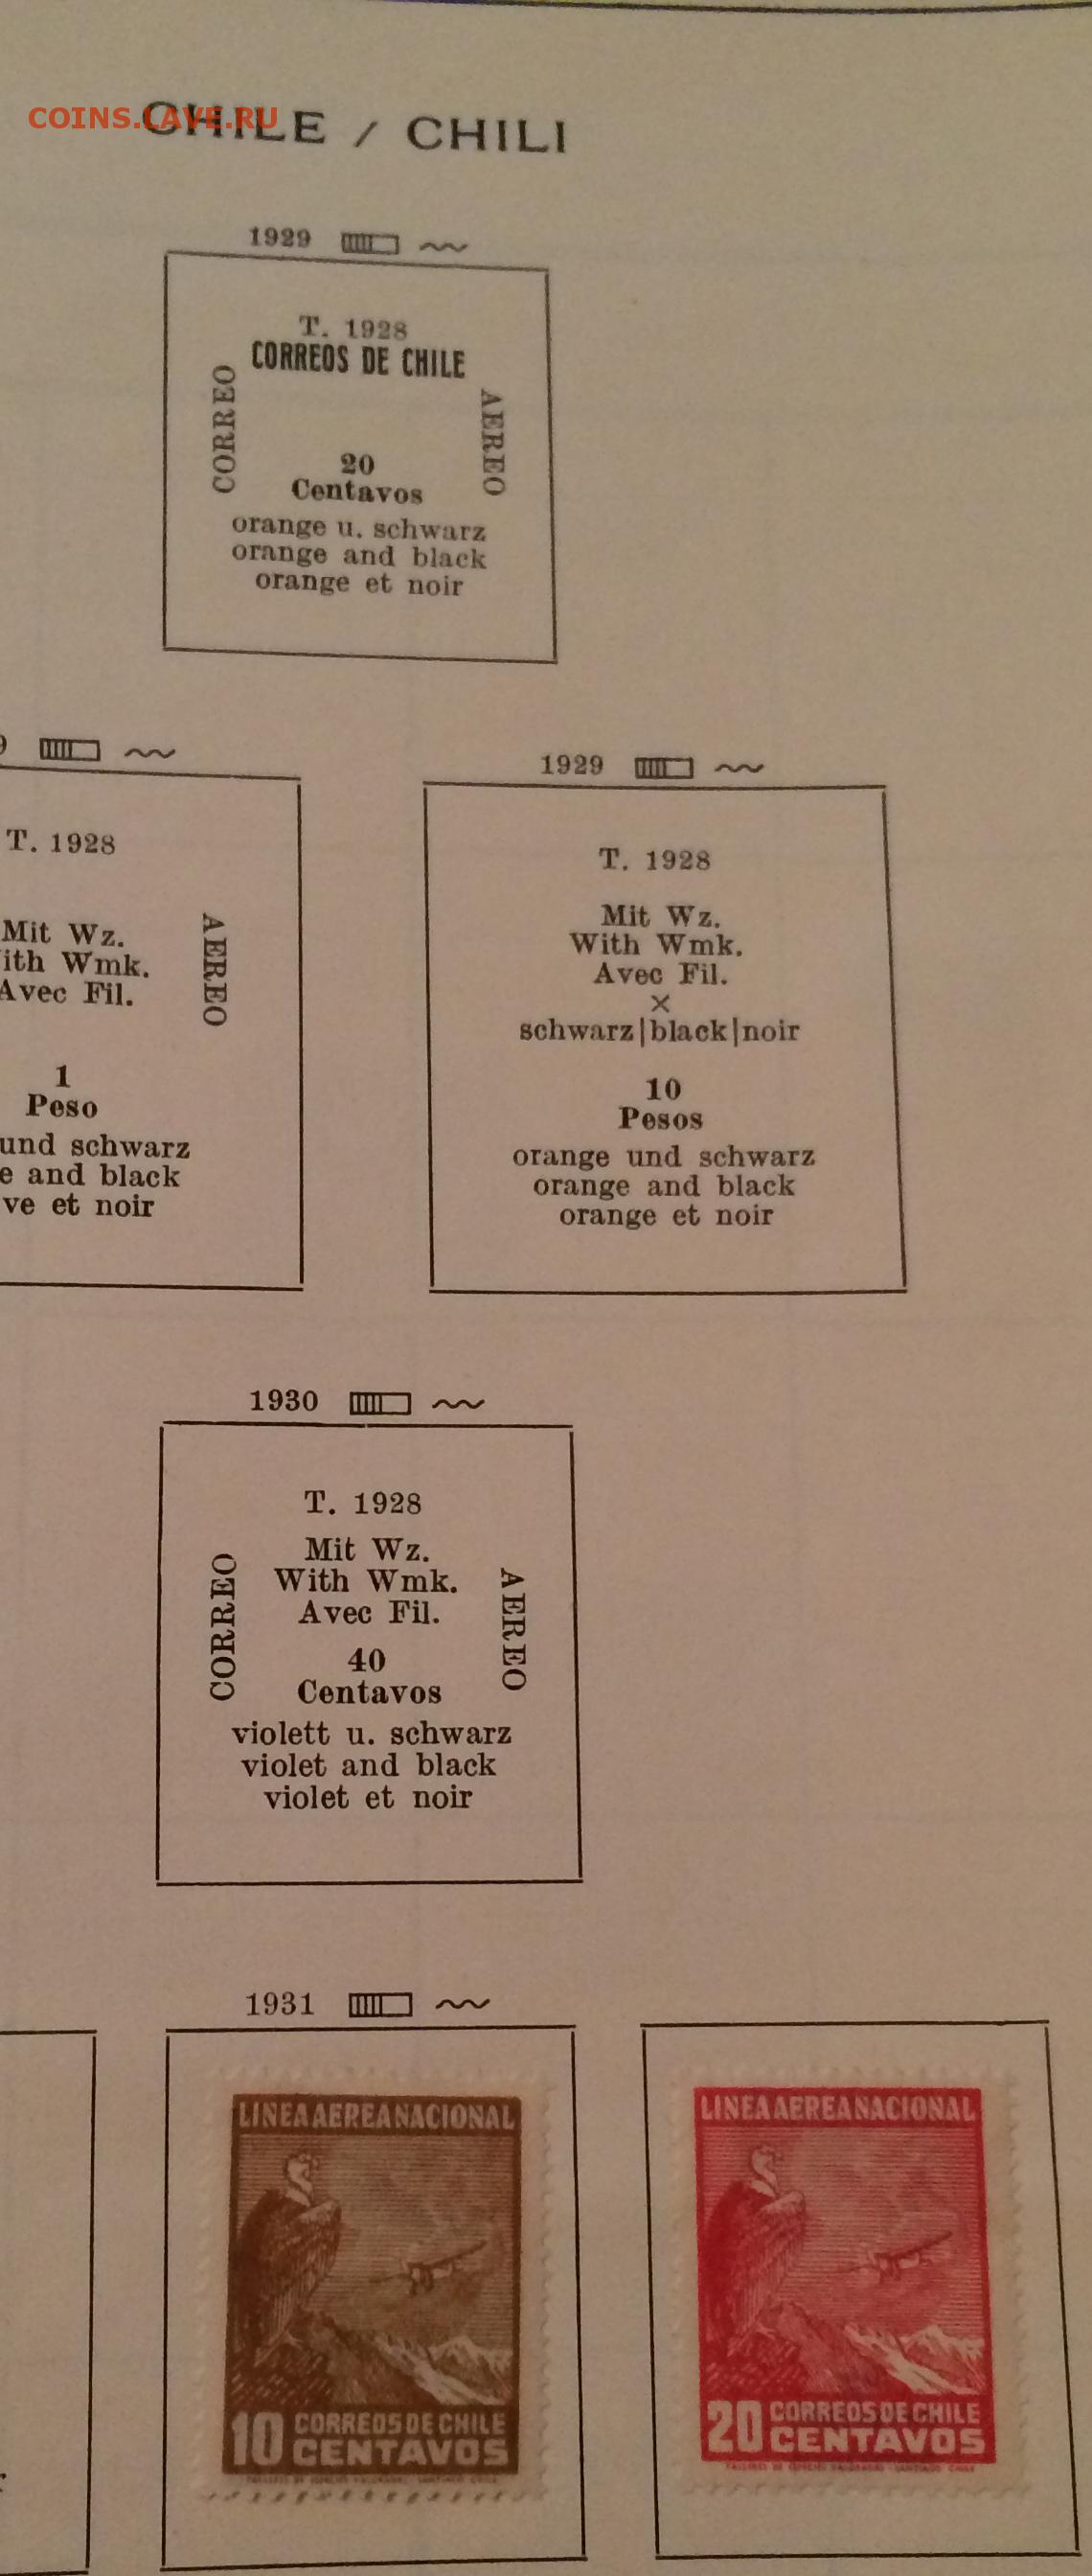 COINS.LAVE.RU
CHILE / CHILI
1929
T. 1928
CORREOS DE CHILE
CORREO
AEREO
20
Centavos
orange u. schwarz
orange and black
orange et noir
T. 1928
Mit Wz.
ith Wmk.
Avec Fil.
AEREO
1
Peso
und schwarz
e and black
ve et noir
1929
T. 1928
Mit Wz.
With Wmk.
Avec Fil.
×
schwarz|black|noir
10
Pesos
orange und schwarz
orange and black
orange et noir
1930
T. 1928
Mit Wz.
With Wmk.
Avec Fil.
CORREO
AEREO
40
Centavos
violett u. schwarz
violet and black
violet et noir
1931
LINEA AEREA NACIONAL
10 CORREOS DE CHILE
CENTAVOS
LINEA AEREA NACIONAL
20 CORREOS DE CHILE
CENTAVOS